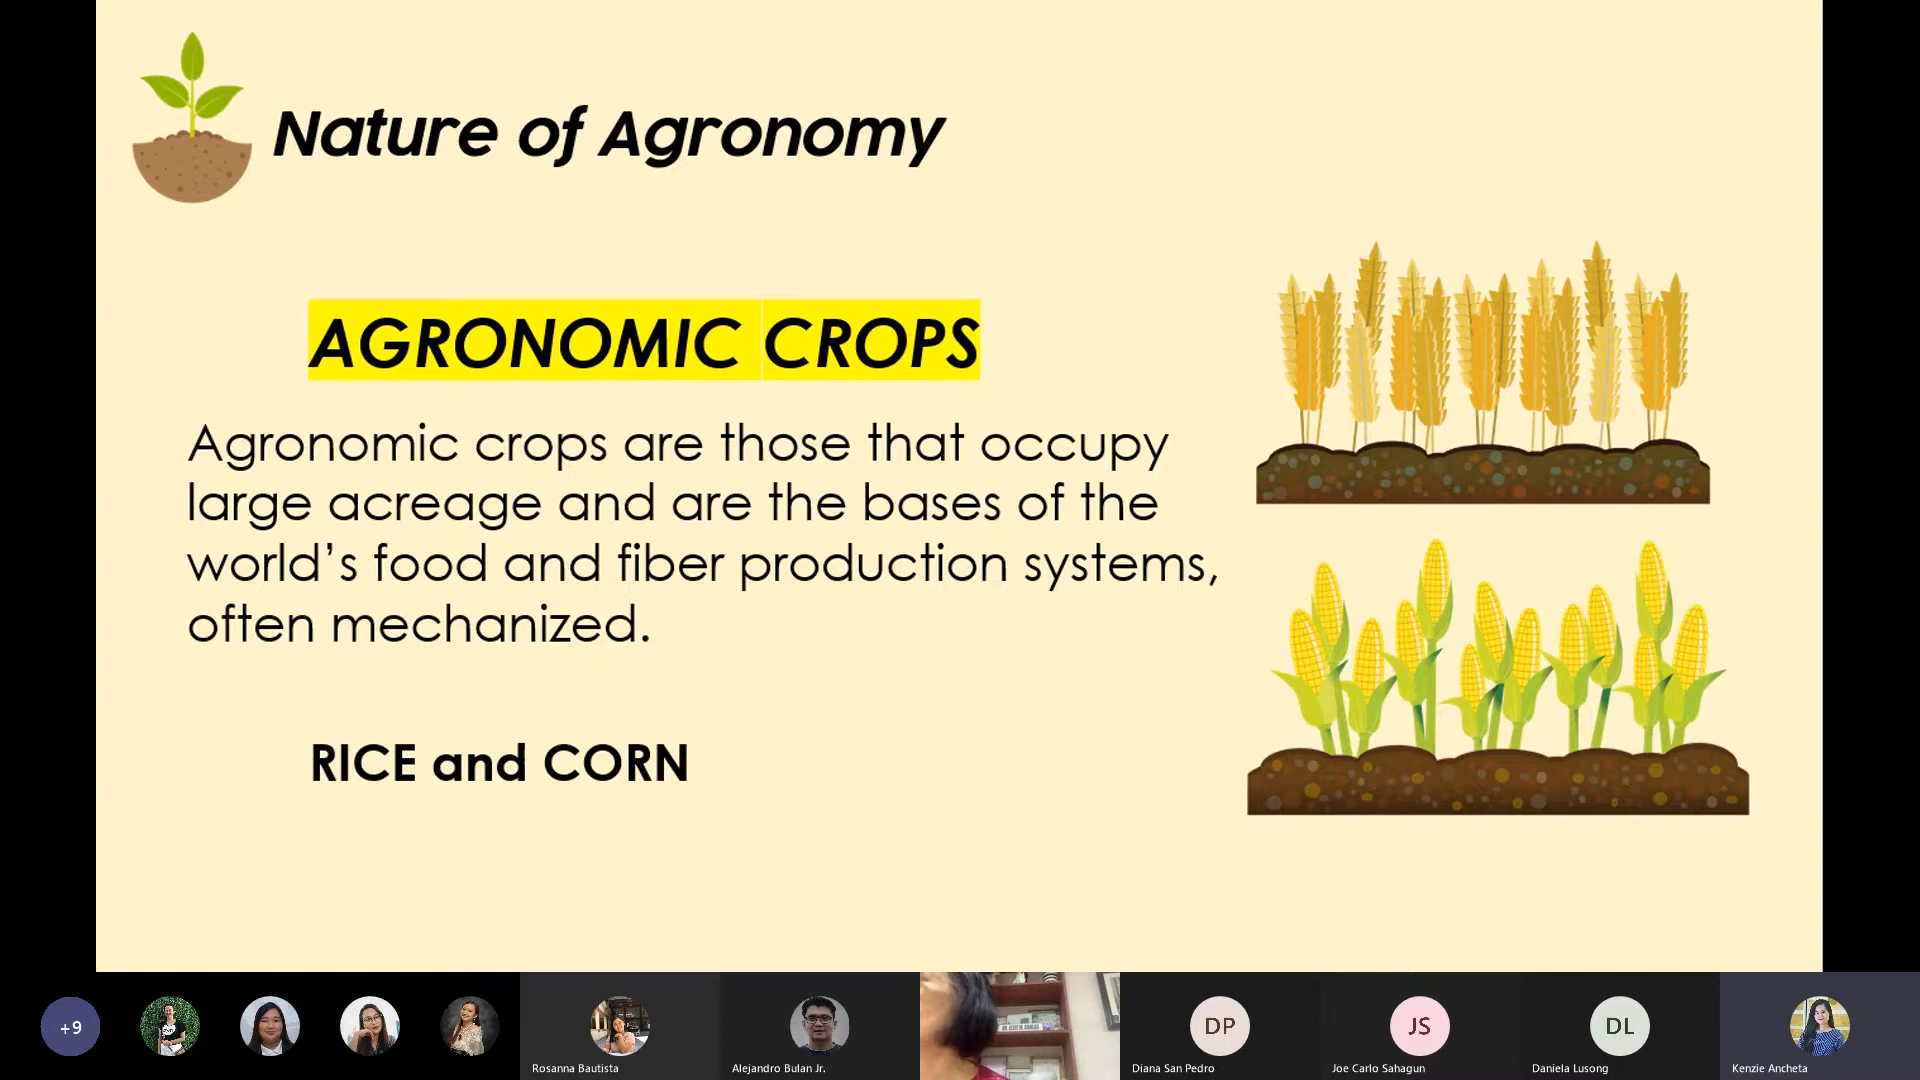 Nature of Agronomy
AGRONOMIC CROPS
Agronomic crops are those that occupy
large acreage and are the bases of the
world's food and fiber production systems,
often mechanized.
RICE and CORN
+9
Rosanna Bautista
Alejandro Bulan Jr.
DP
Diana San Pedro
JS
Joe Carlo Sahagun
DL
Daniela Lusong
Kenzie Ancheta